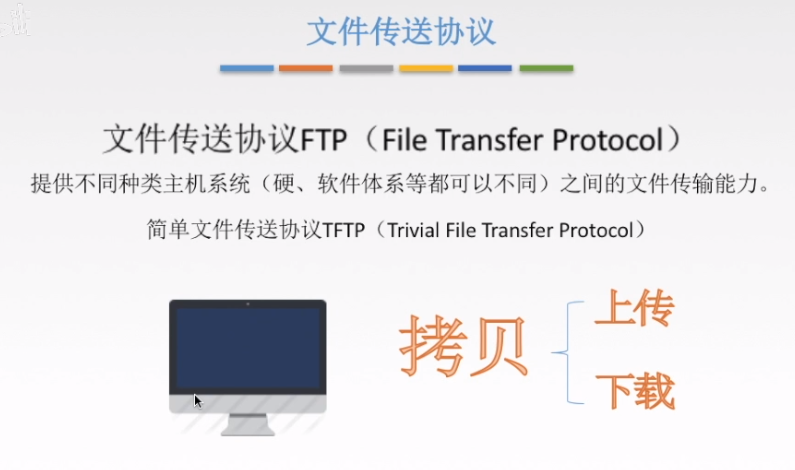 文件传送协议
文件传送协议FTP（File Transfer Protocol）
提供不同种类主机系统（硬、软件体系等都可以不同）之间的文件传输能力。
简单文件传送协议TFTP（Trivial File Transfer Protocol）
拷贝
上传
下载